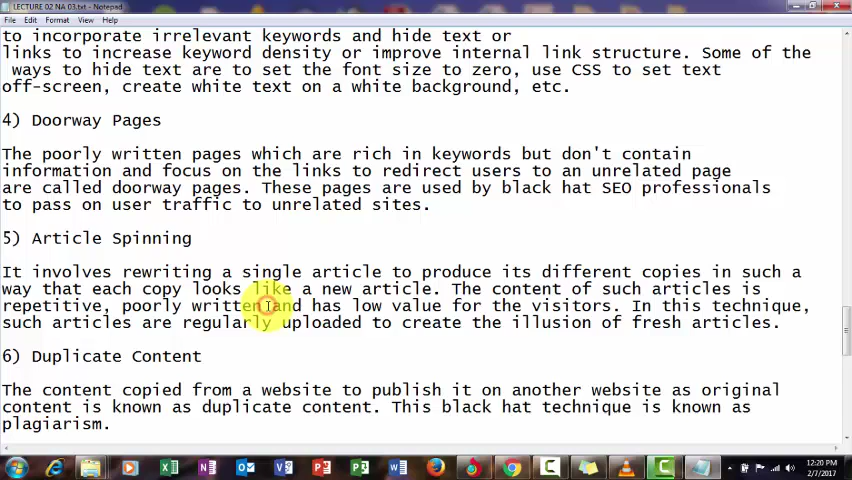 LECTURE 02 NA 03.txt - Notepad
File Edit Format View Help
to incorporate irrelevant keywords and hide text or
links to increase keyword density or improve internal link structure. Some of the
ways to hide text are to set the font size to zero, use CSS to set text
off-screen, create white text on a white background, etc.
4) Doorway Pages
The poorly written pages which are rich in keywords but don't contain
information and focus on the links to redirect users to an unrelated page
are called doorway pages. These pages are used by black hat SEO professionals
to pass on user traffic to unrelated sites.
5) Article Spinning
It involves rewriting a single article to produce its different copies in such a
way that each copy looks like a new article. The content of such articles is
repetitive, poorly written and has low value for the visitors. In this technique,
such articles are regularly uploaded to create the illusion of fresh articles.
6) Duplicate Content
The content copied from a website to publish it on another website as original
content is known as duplicate content. This black hat technique is known as
plagiarism.
12:20 PM
2/7/2017